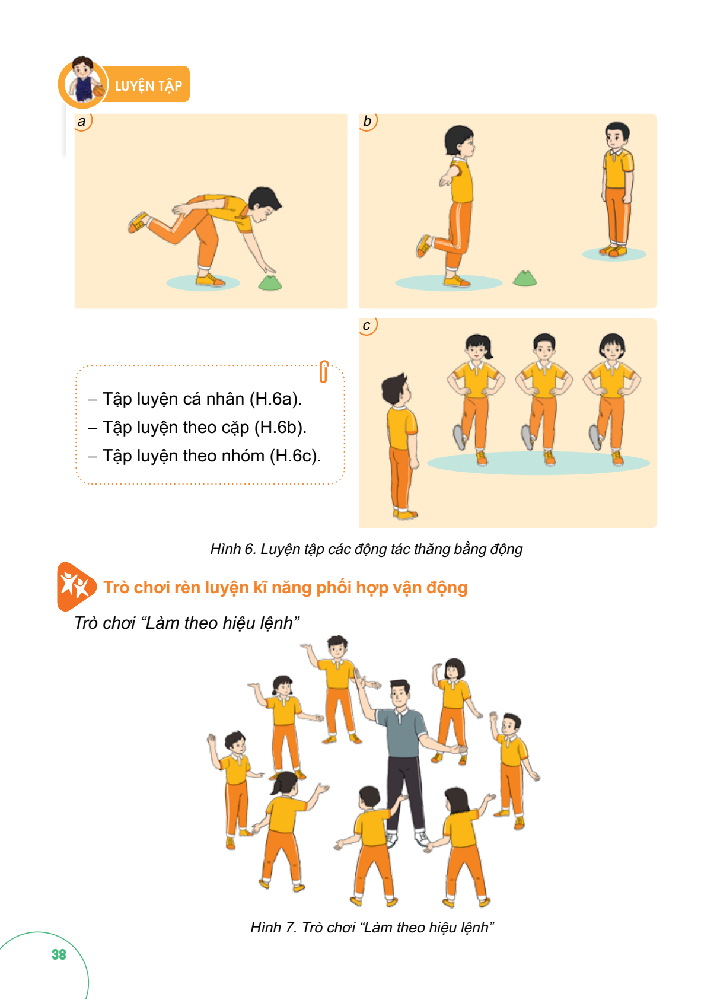 LUYỆN TẬP
a
b
c
– Tập luyện cá nhân (H.6a).
– Tập luyện theo cặp (H.6b).
– Tập luyện theo nhóm (H.6c).
Hình 6. Luyện tập các động tác thăng bằng động
Trò chơi rèn luyện kĩ năng phối hợp vận động
Trò chơi “Làm theo hiệu lệnh”
Hình 7. Trò chơi “Làm theo hiệu lệnh”
38